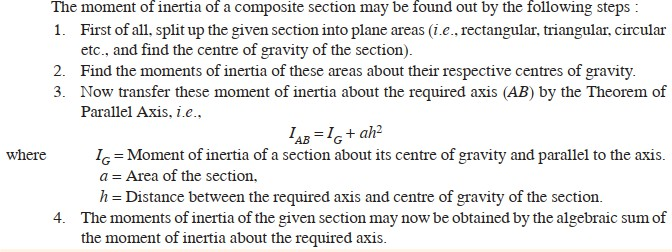 The moment of inertia of a composite section may be found out by the following steps :
1. First of all, split up the given section into plane areas (i.e., rectangular, triangular, circular
etc., and find the centre of gravity of the section).
2. Find the moments of inertia of these areas about their respective centres of gravity.
3. Now transfer these moment of inertia about the required axis (AB) by the Theorem of
Parallel Axis, i.e.,
I_AB = I_G + ah²
where I_G = Moment of inertia of a section about its centre of gravity and parallel to the axis.
a = Area of the section,
h = Distance between the required axis and centre of gravity of the section.
4. The moments of inertia of the given section may now be obtained by the algebraic sum of
the moment of inertia about the required axis.